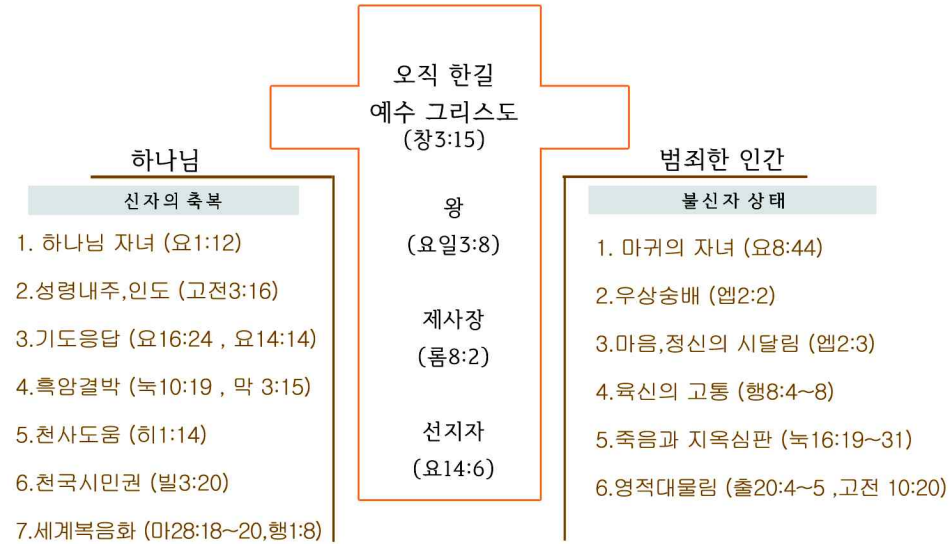 오직 한길
예수 그리스도
(창3:15)
왕
(요일3:8)
제사장
(롬8:2)
선지자
(요14:6)
하나님
신자의 축복
1. 하나님 자녀 (요1:12)
2.성령내주,인도 (고전3:16)
3.기도응답 (요16:24 , 요14:14)
4.흑암결박 (눅10:19 , 막 3:15)
5.천사도움 (히1:14)
6.천국시민권 (빌3:20)
7.세계복음화 (마28:18~20,행1:8)
범죄한 인간
불신자 상태
1. 마귀의 자녀 (요8:44)
2.우상숭배 (엡2:2)
3.마음,정신의 시달림 (엡2:3)
4.육신의 고통 (행8:4~8)
5.죽음과 지옥심판 (눅16:19~31)
6.영적대물림 (출20:4~5 ,고전 10:20)